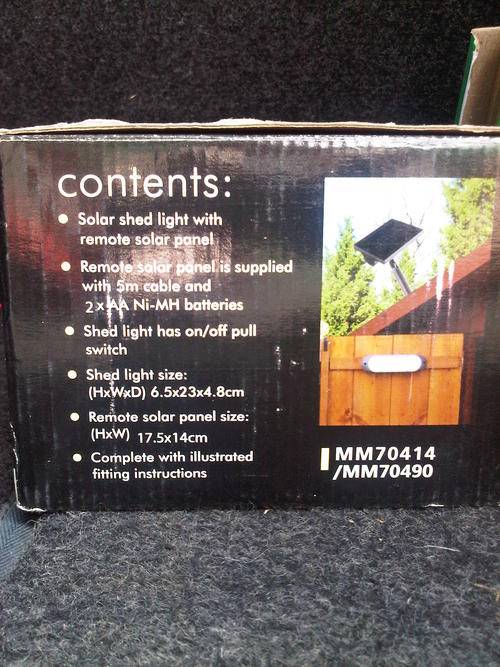 contents:
● Solar shed light with
remote solar panel
● Remote solar panel is supplied
with 5m cable and
2 x AA Ni-MH batteries
● Shed light has on/off pull
switch
● Shed light size:
(HxWxD) 6.5x23x4.8cm
● Remote solar panel size:
(HxW) 17.5x14cm
● Complete with illustrated
fitting instructions
MM70414
/MM70490